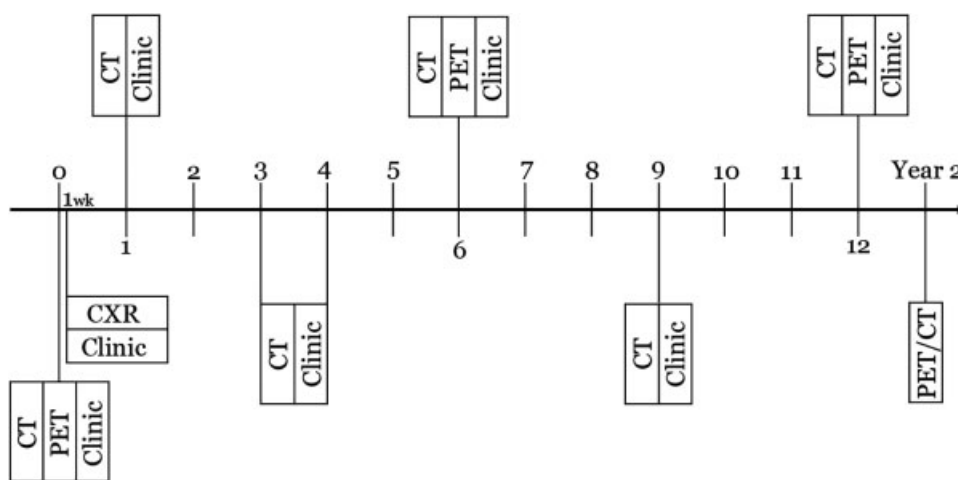 CT
Clinic
CT
PET
Clinic
CT
PET
Clinic
0
2
3
4
5
7
8
9
10
11
Year 2
1wk
1
6
12
CXR
Clinic
CT
Clinic
CT
Clinic
PET/CT
CT
PET
Clinic